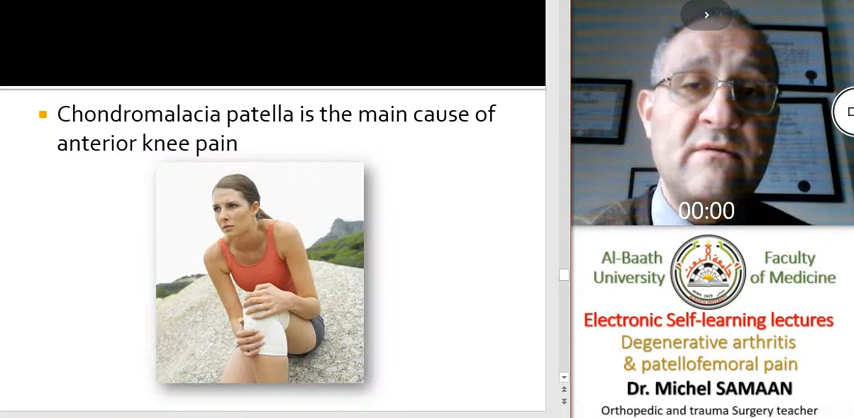 Chondromalacia patella is the main cause of
anterior knee pain
00:00
Al-Baath
University
Faculty
of Medicine
Electronic Self-learning lectures
Degenerative arthritis
& patellofemoral pain
Dr. Michel SAMAAN
Orthopedic and trauma Surgery teacher